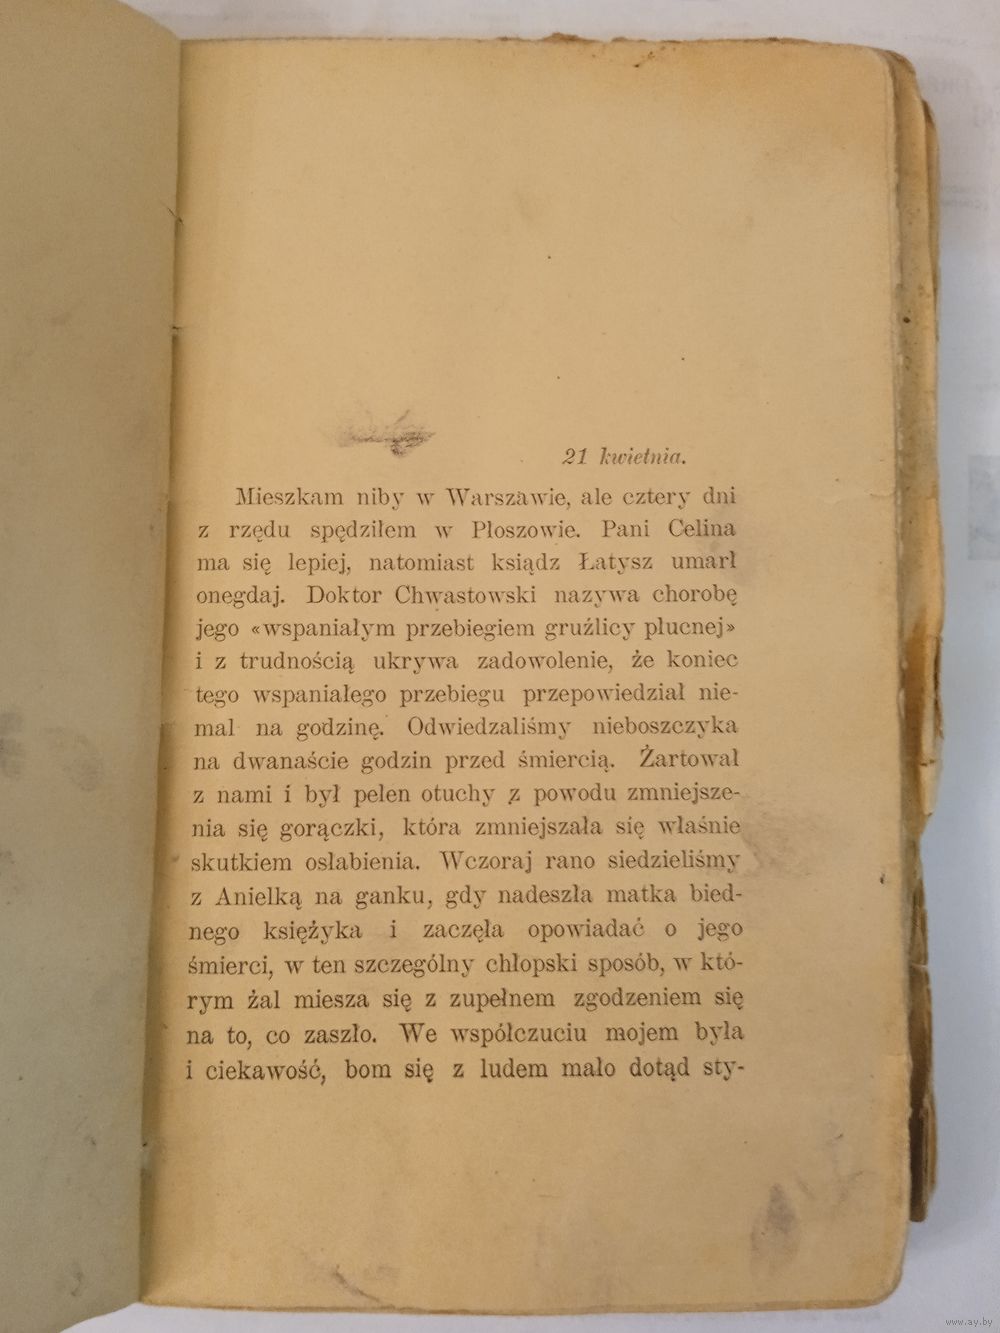 21 kwietnia.
Mieszkam niby w Warszawie, ale cztery dni
z rzędu spędziłem w Płoszowie. Pani Celina
ma się lepiej, natomiast ksiądz Łatysz umarł
onegdaj. Doktor Chwastowski nazywa chorobę
jego «wspaniałym przebiegiem gruźlicy płucnej»
i z trudnością ukrywa zadowolenie, że koniec
tego wspaniałego przebiegu przepowiedział nie-
mal na godzinę. Odwiedzaliśmy nieboszczyka
na dwanaście godzin przed śmiercią. Żartował
z nami i był pełen otuchy z powodu zmniejsze-
nia się gorączki, która zmniejszała się właśnie
skutkiem osłabienia. Wczoraj rano siedzieliśmy
z Anielką na ganku, gdy nadeszła matka bied-
nego księżyka i zaczęła opowiadać o jego
śmierci, w ten szczególny chłopski sposób, w któ-
rym żal miesza się z zupełnem zgodzeniem się
na to, co zaszło. We współczuciu mojem była
i ciekawość, bom się z ludem mało dotąd sty-
www.ay.by